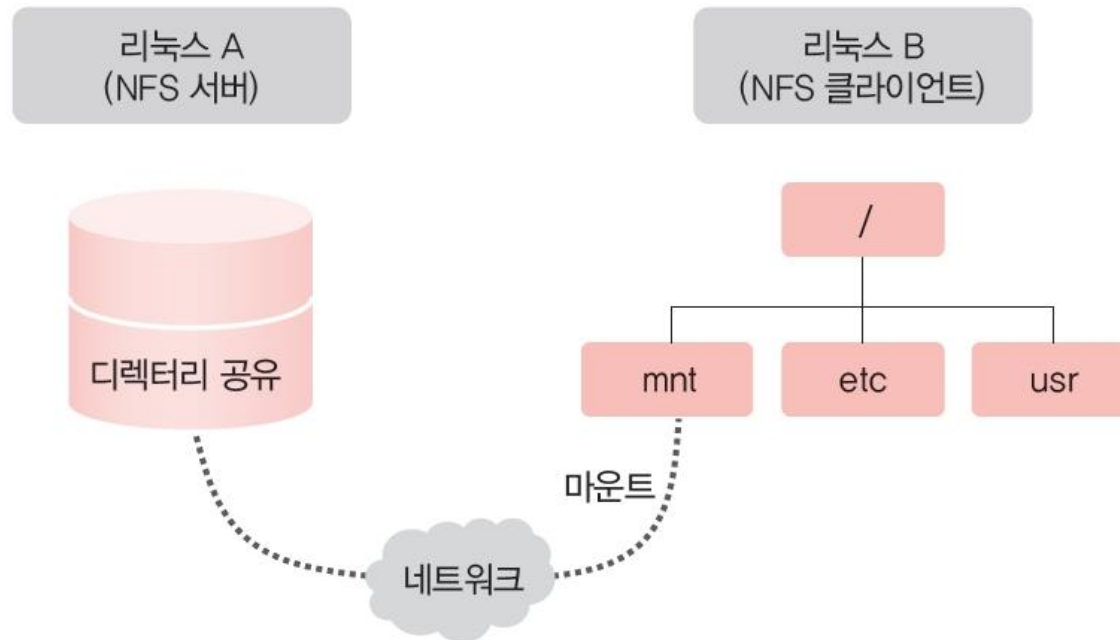 리눅스 A
(NFS 서버)
리눅스 B
(NFS 클라이언트)
/
디렉터리 공유
mnt
etc
usr
마운트
네트워크